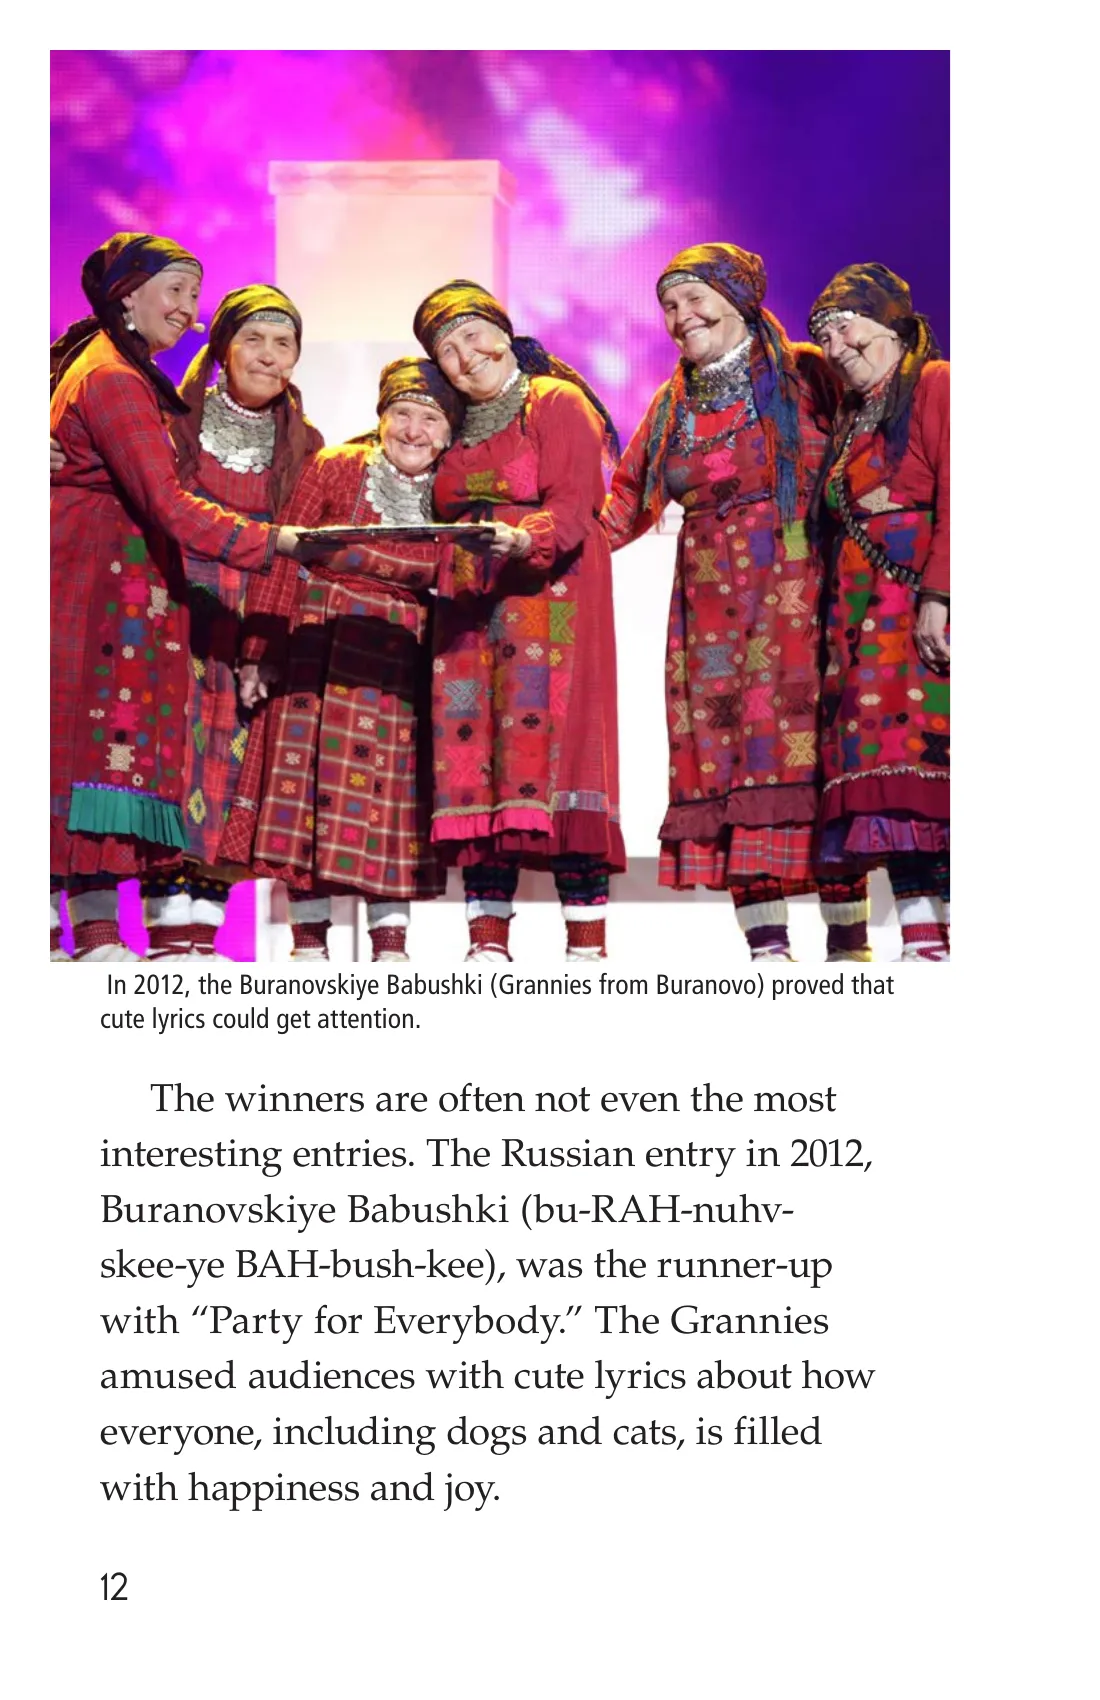 In 2012, the Buranovskiye Babushki (Grannies from Buranovo) proved that
cute lyrics could get attention.
The winners are often not even the most
interesting entries. The Russian entry in 2012,
Buranovskiye Babushki (bu-RAH-nuhv-
skee-ye BAH-bush-kee), was the runner-up
with “Party for Everybody.” The Grannies
amused audiences with cute lyrics about how
everyone, including dogs and cats, is filled
with happiness and joy.
12